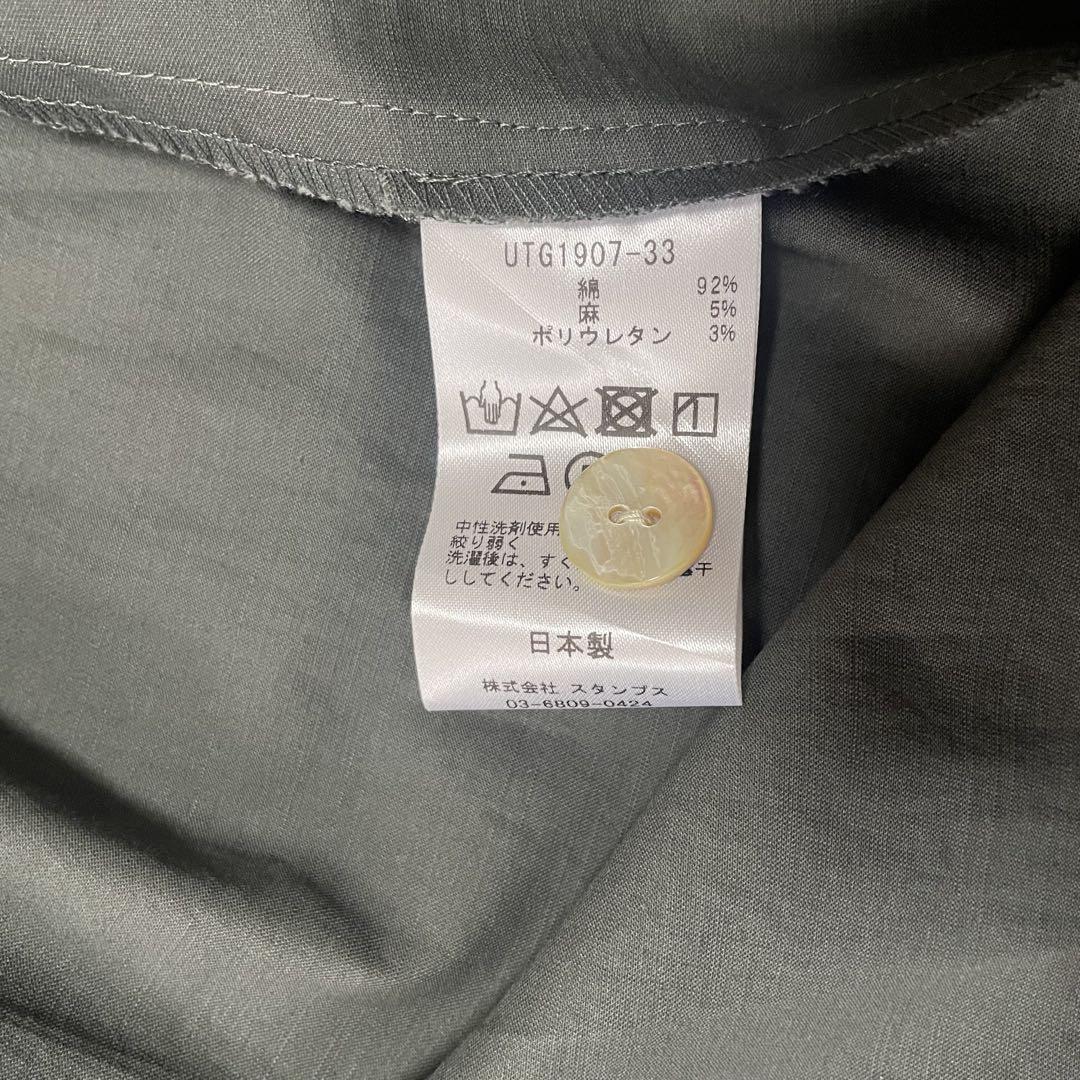 UTG1907-33
綿 92%
麻 5%
ポリウレタン 3%
中性洗剤使用
絞り弱く
洗濯後は、すぐ 干
ししてください。
日本製
株式会社 スタンプス
03-6809-0424